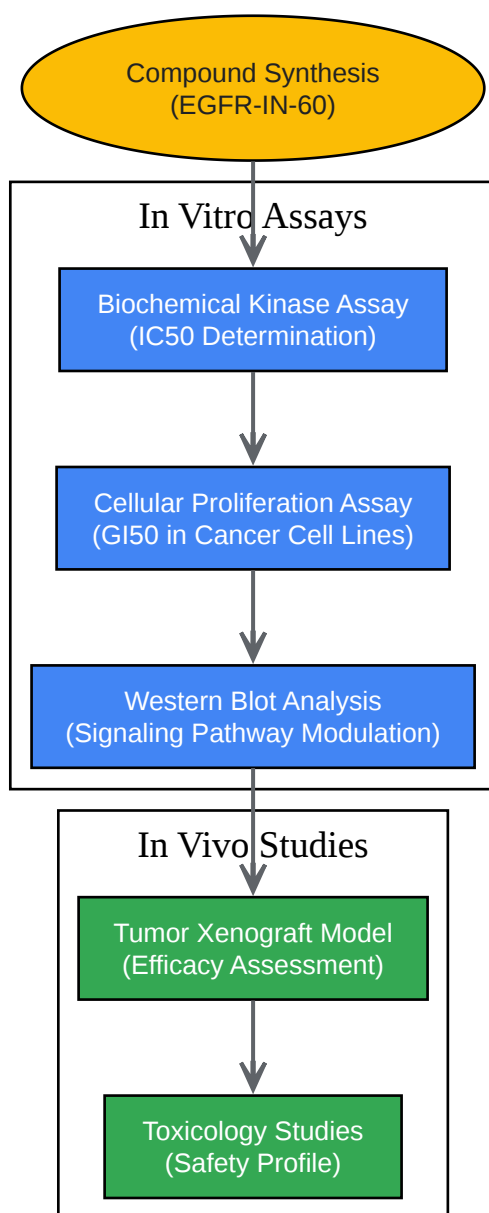 Compound Synthesis
(EGFR-IN-60)
In Vitro Assays
Biochemical Kinase Assay
(IC50 Determination)
Cellular Proliferation Assay
(GI50 in Cancer Cell Lines)
Western Blot Analysis
(Signaling Pathway Modulation)
In Vivo Studies
Tumor Xenograft Model
(Efficacy Assessment)
Toxicology Studies
(Safety Profile)